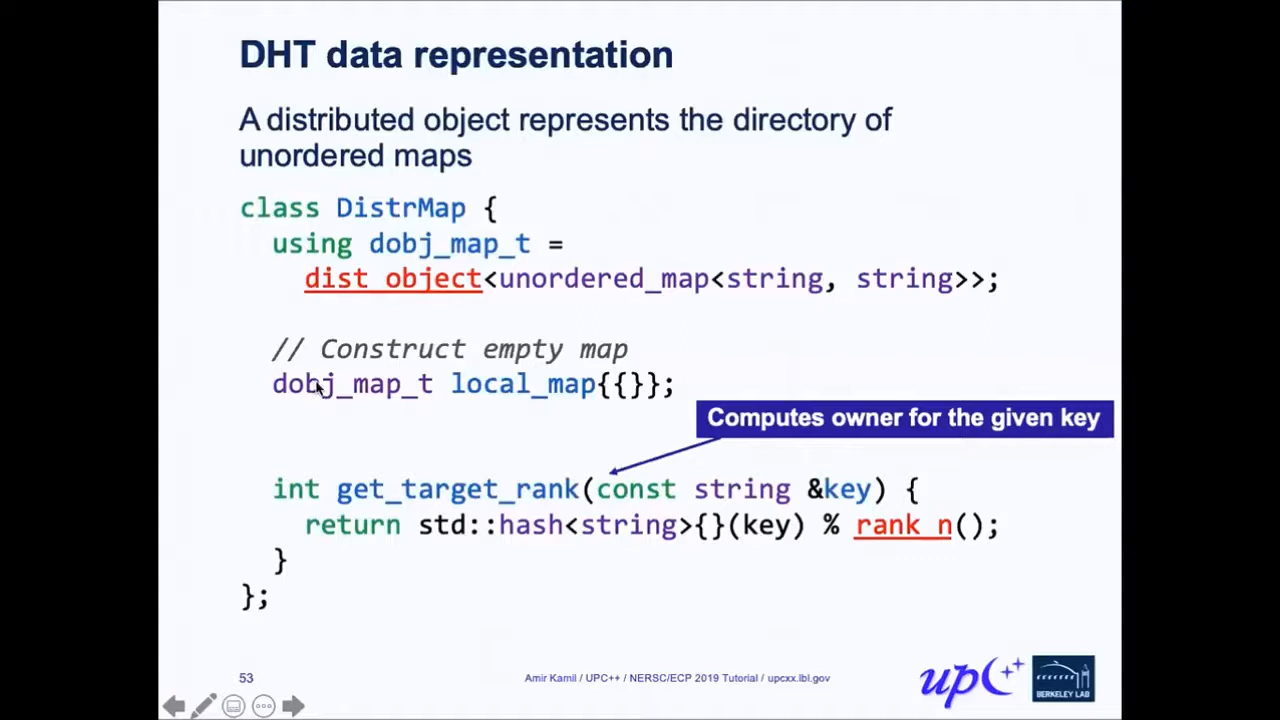 DHT data representation
A distributed object represents the directory of
unordered maps
class DistrMap {
using dobj_map_t =
dist_object<unordered_map<string, string>>;
// Construct empty map
dobj_map_t local_map{{}};
Computes owner for the given key
int get_target_rank(const string &key) {
return std::hash<string>{}(key) % rank_n();
}
};
53
Amir Kamil / UPC++ / NERSC/ECP 2019 Tutorial / upcxx.lbl.gov
upc++
BERKELEY LAB